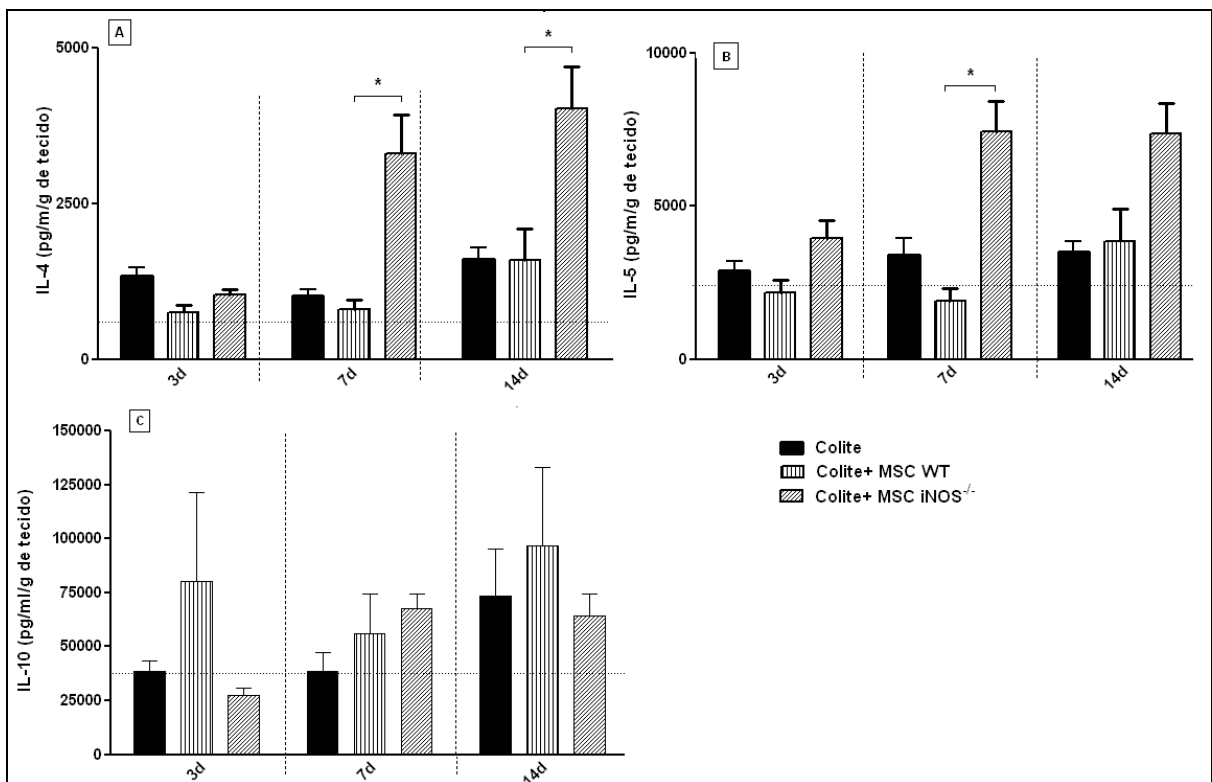 A
IL-4 (pg/m/g de tecido)
5000
2500
0
*
*
3d
7d
14d
B
IL-5 (pg/m/g de tecido)
10000
5000
0
*
3d
7d
14d
C
IL-10 (pg/ml/g de tecido)
150000
125000
100000
75000
50000
25000
0
3d
7d
14d
Colite
Colite+ MSC WT
Colite+ MSC iNOS-/-